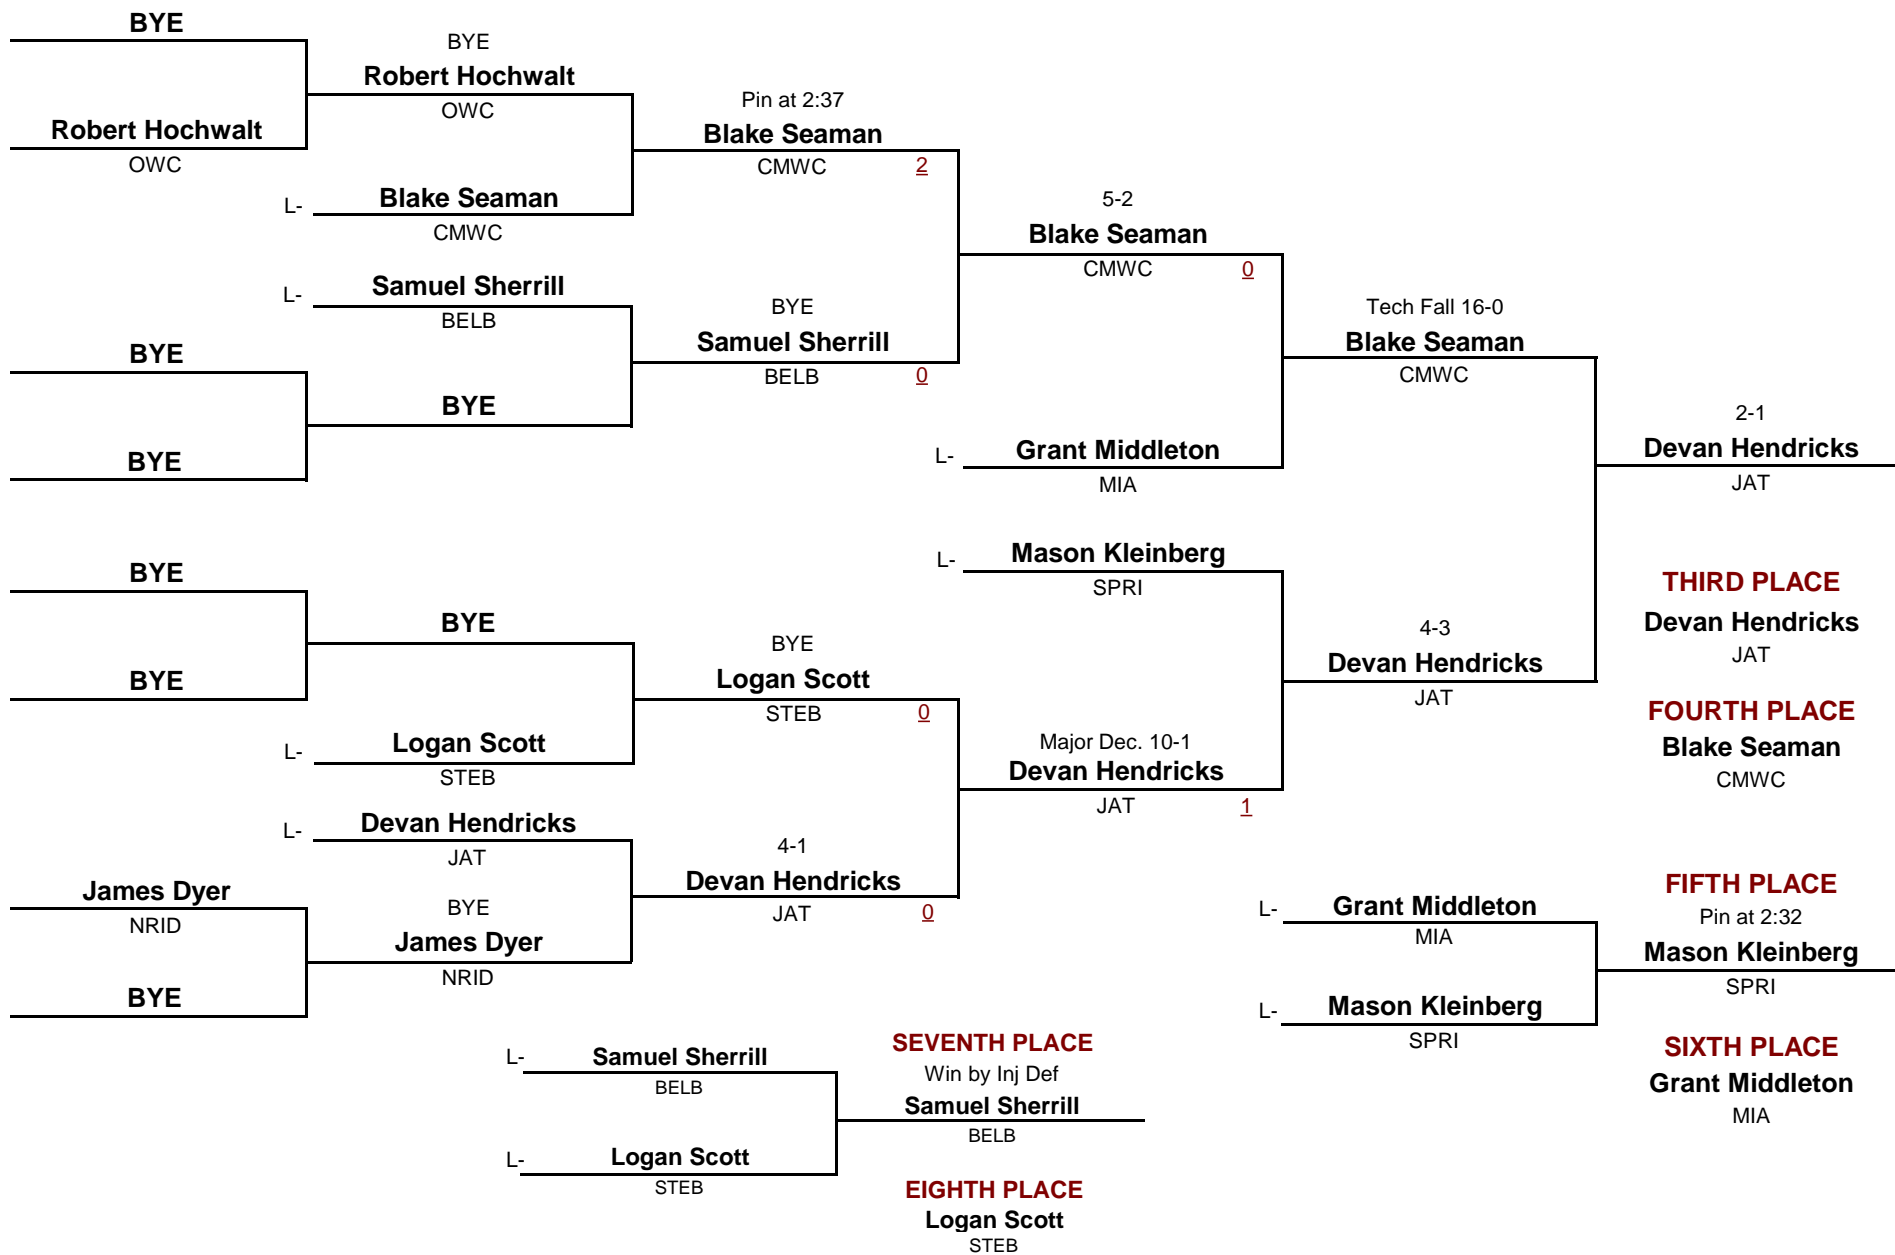 BYE
Robert Hochwalt
OWC
BYE
Robert Hochwalt
OWC
L-
Blake Seaman
CMWC
Pin at 2:37
Blake Seaman
CMWC
2
L-
Samuel Sherrill
BELB
BYE
BYE
BYE
BYE
Samuel Sherrill
BELB
0
5-2
Blake Seaman
CMWC
0
L-
Grant Middleton
MIA
Tech Fall 16-0
Blake Seaman
CMWC
2-1
Devan Hendricks
JAT
BYE
BYE
BYE
L-
Logan Scott
STEB
BYE
Logan Scott
STEB
0
L-
Devan Hendricks
JAT
James Dyer
NRID
BYE
BYE
James Dyer
NRID
4-1
Devan Hendricks
JAT
0
L-
Mason Kleinberg
SPRI
Major Dec. 10-1
Devan Hendricks
JAT
1
4-3
Devan Hendricks
JAT
THIRD PLACE
Devan Hendricks
JAT
FOURTH PLACE
Blake Seaman
CMWC
L-
Grant Middleton
MIA
L-
Mason Kleinberg
SPRI
FIFTH PLACE
Pin at 2:32
Mason Kleinberg
SPRI
SIXTH PLACE
Grant Middleton
MIA
L-
Samuel Sherrill
BELB
L-
Logan Scott
STEB
SEVENTH PLACE
Win by Inj Def
Samuel Sherrill
BELB
EIGHTH PLACE
Logan Scott
STEB